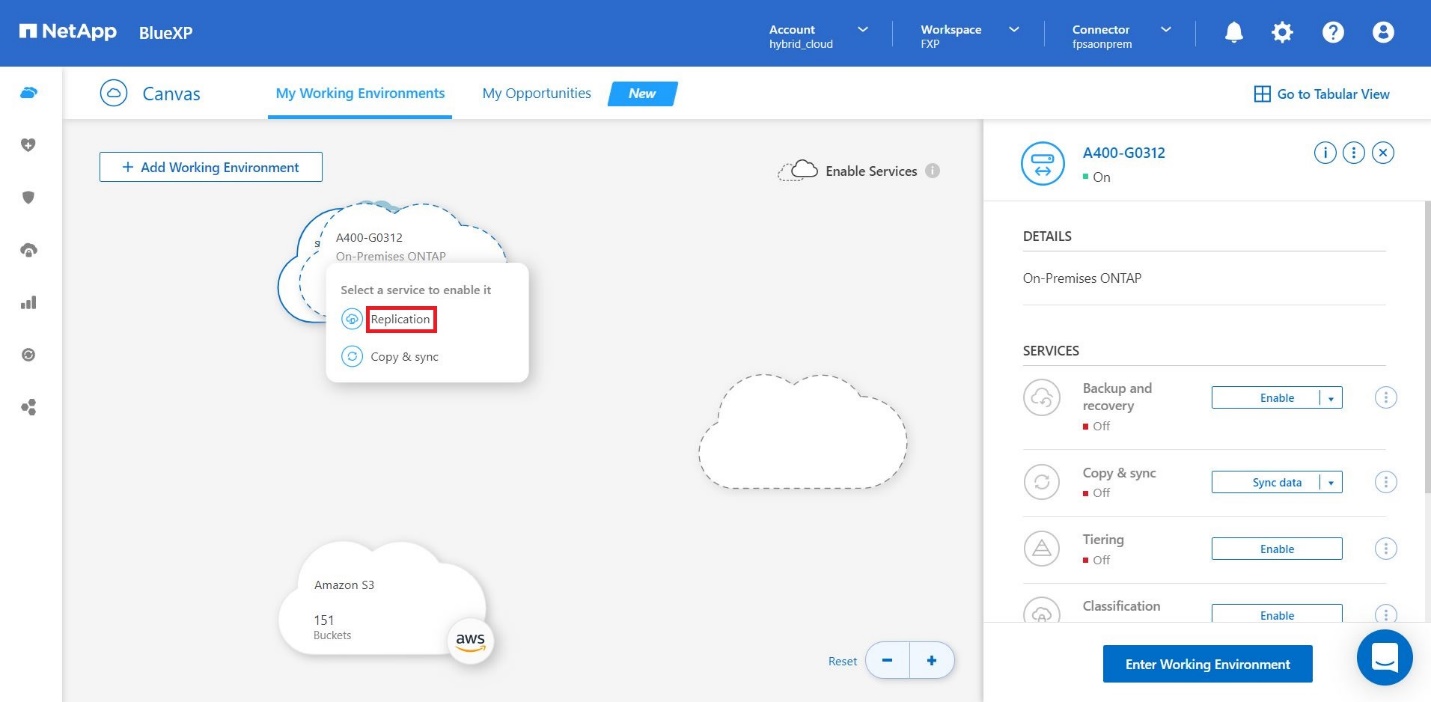 NetApp BlueXP
Account
hybrid_cloud
Workspace
FXP
Connector
fpsaonprem
Canvas
My Working Environments
My Opportunities
New
Go to Tabular View
+ Add Working Environment
Enable Services
A400-G0312
On-Premises ONTAP
Select a service to enable it
Replication
Copy & sync
Amazon S3
151
Buckets
aws
Reset
A400-G0312
On
DETAILS
On-Premises ONTAP
SERVICES
Backup and
recovery
Off
Enable
Copy & sync
Off
Sync data
Tiering
Off
Enable
Classification
Enable
Enter Working Environment